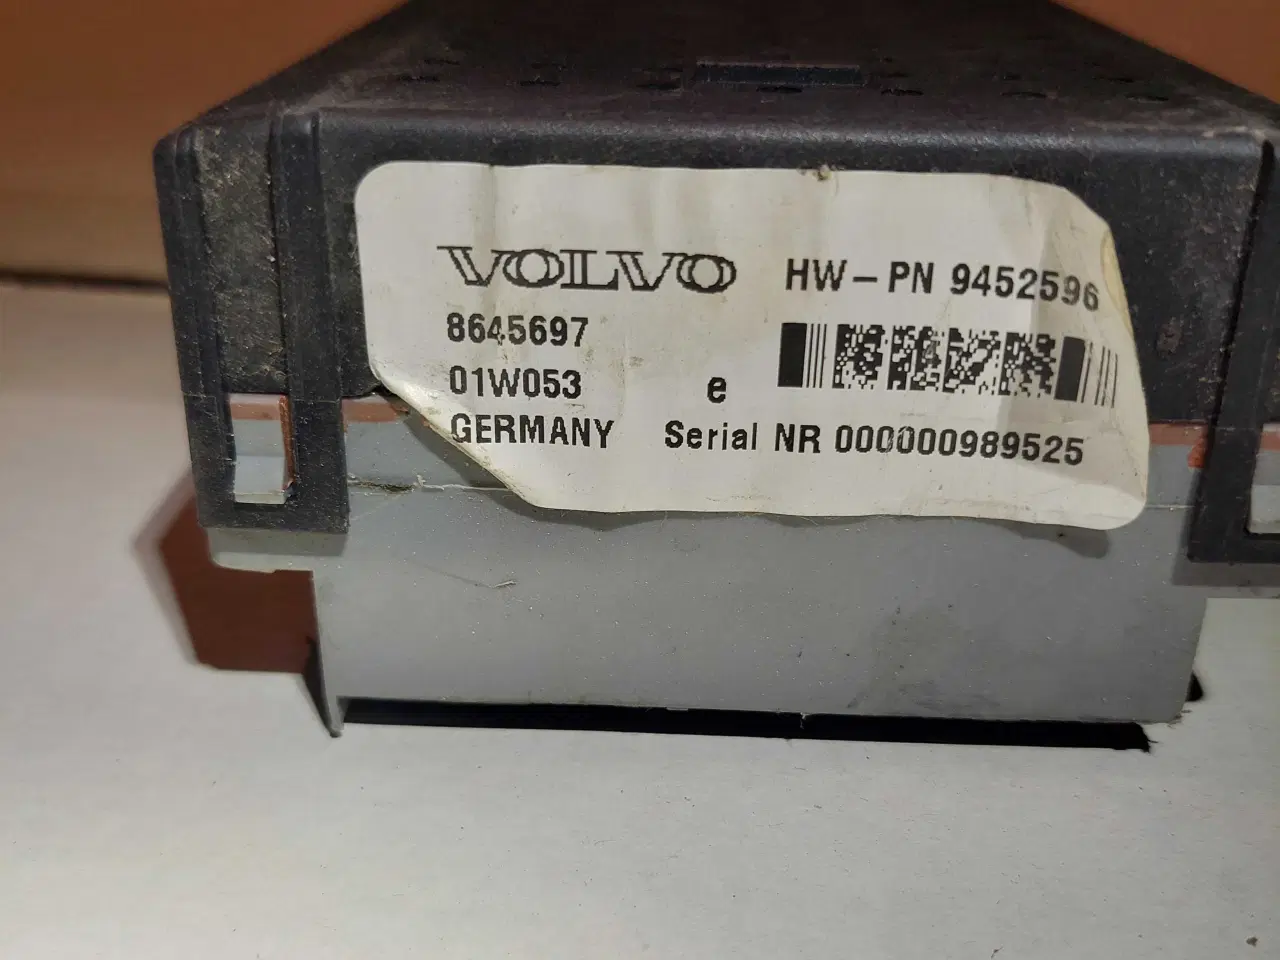 VOLVO HW-PN 9452596
8645697
01W053 e
GERMANY Serial NR 000000989525